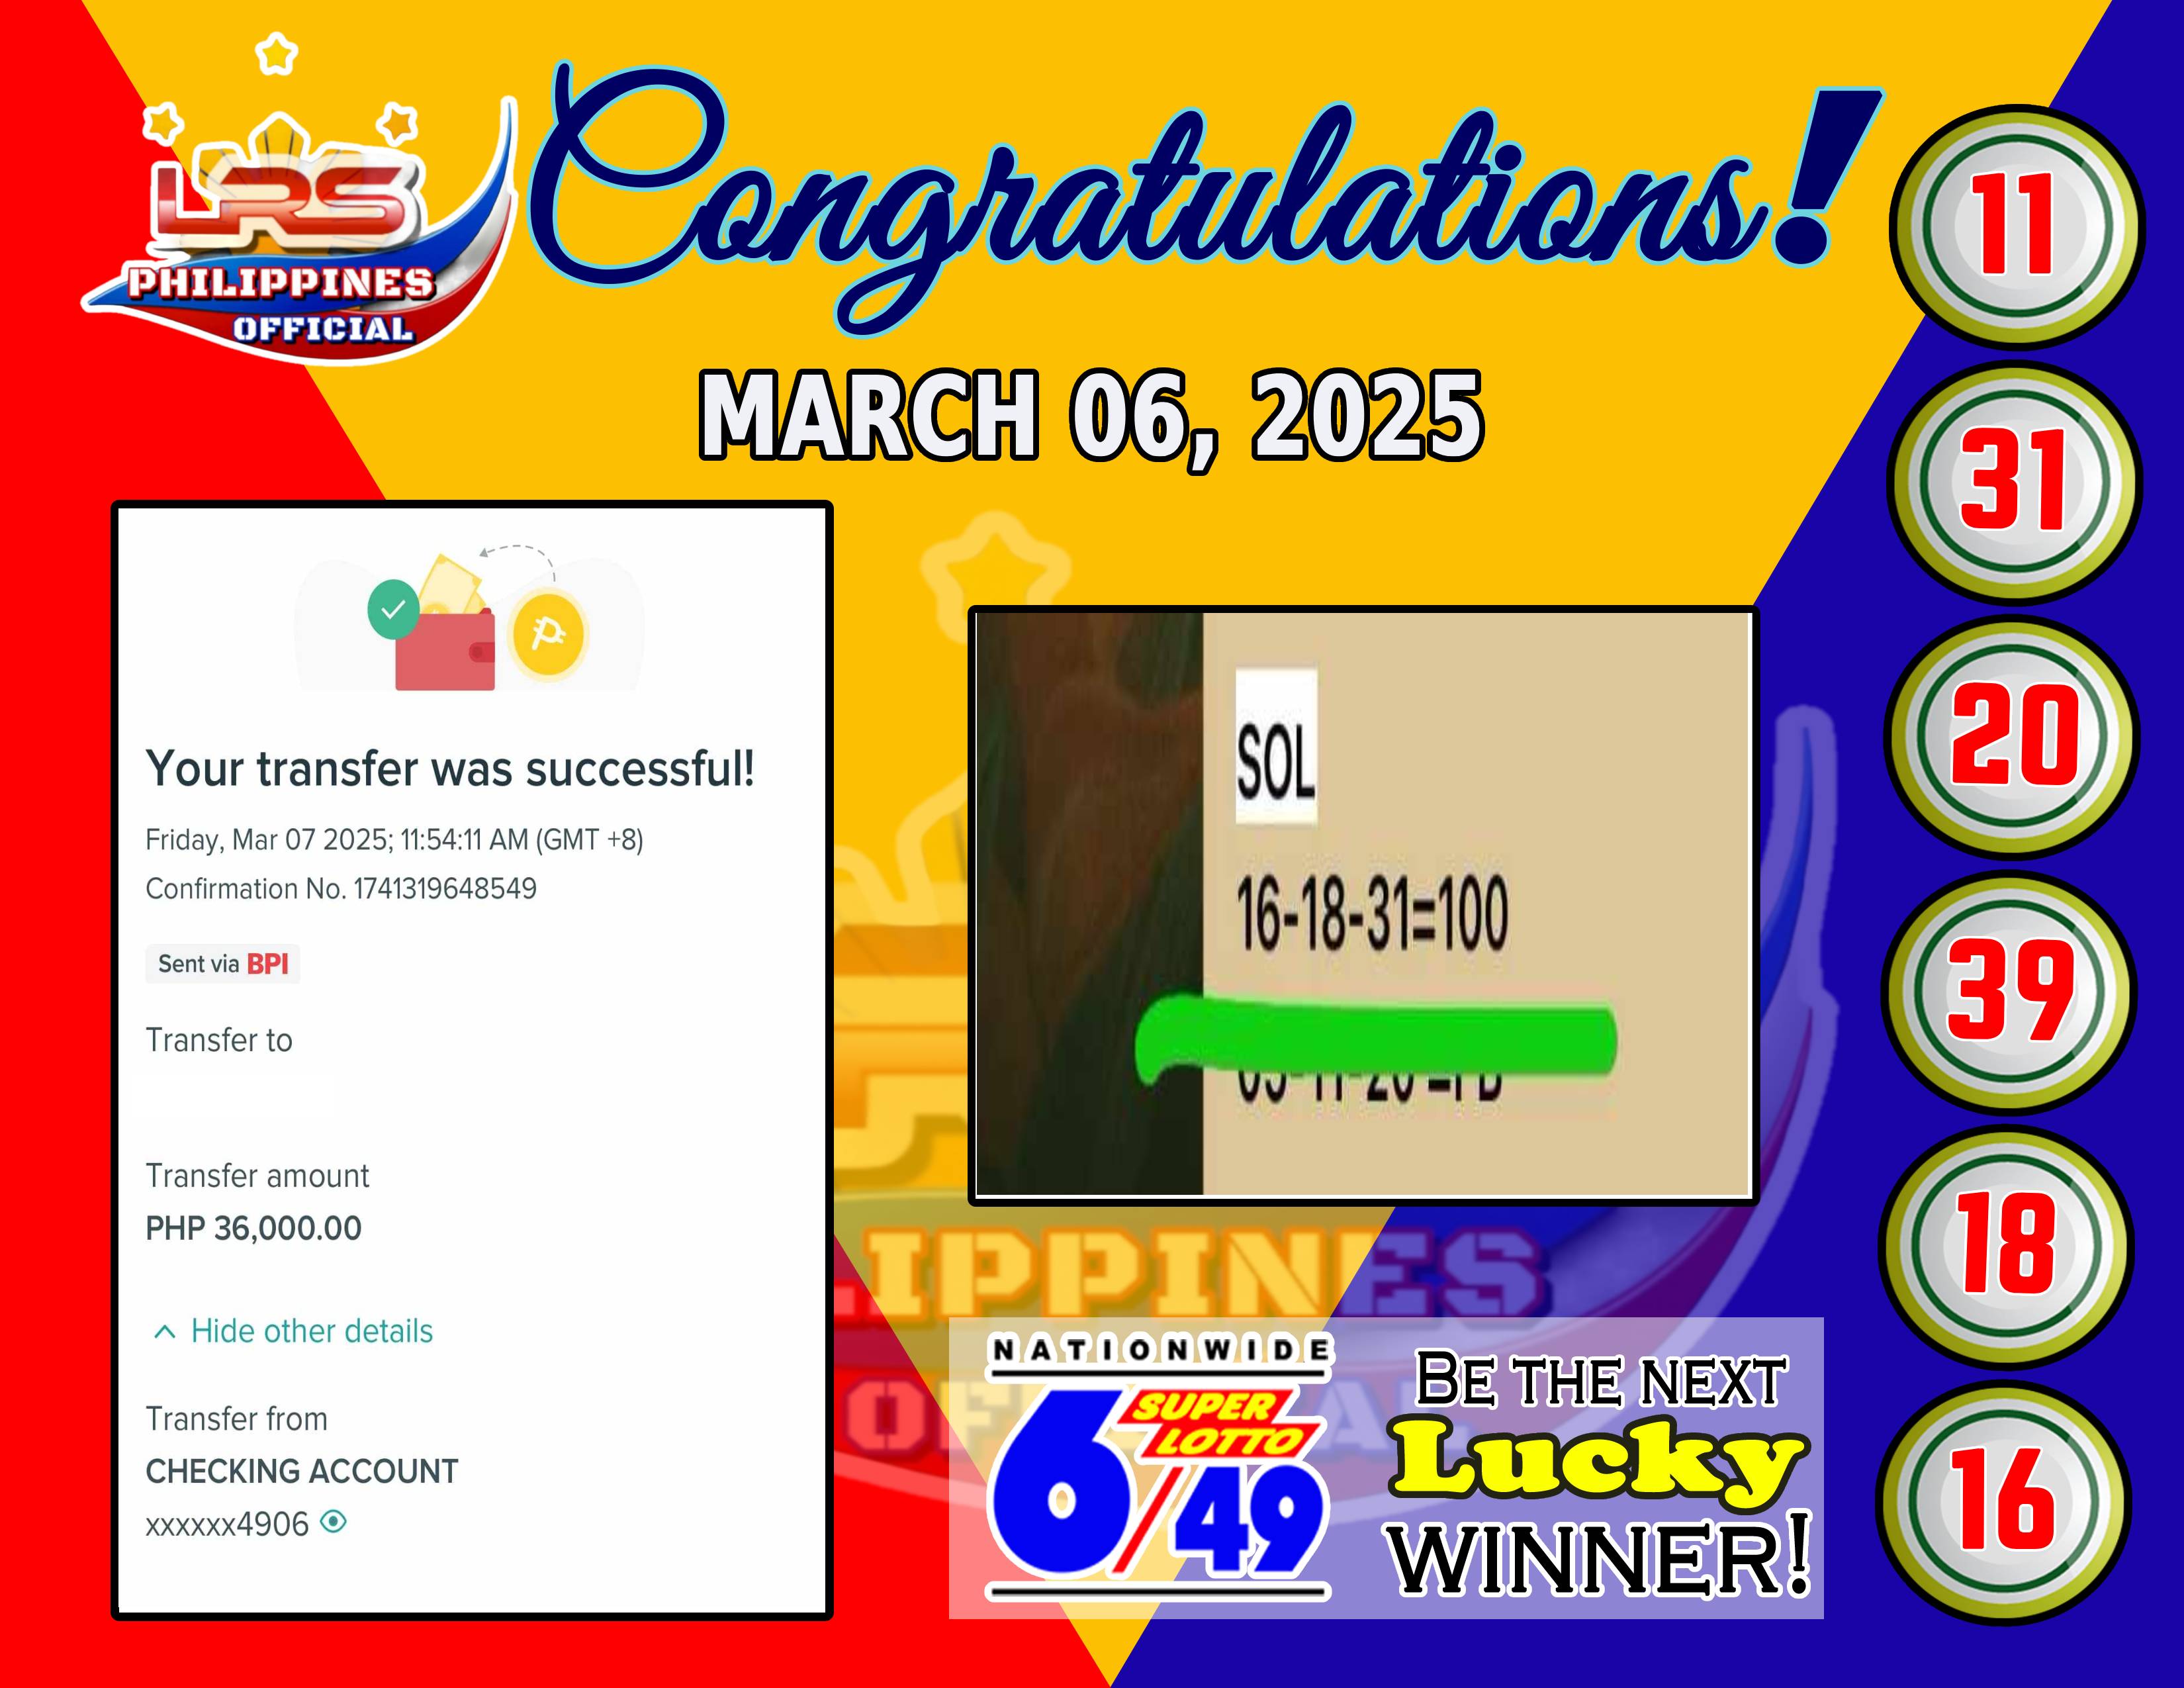 LRS
PHILIPPINES
OFFICIAL
Congratulations!
MARCH 06, 2025
Your transfer was successful!
Friday, Mar 07 2025; 11:54:11 AM (GMT +8)
Confirmation No. 1741319648549
Sent via BPI
Transfer to
Transfer amount
PHP 36,000.00
Hide other details
Transfer from
CHECKING ACCOUNT
xxxxxx4906
SOL
16-18-31=100
11
31
20
39
18
16
NATIONWIDE
SUPER
LOTTO
6/49
BE THE NEXT
Lucky
WINNER!